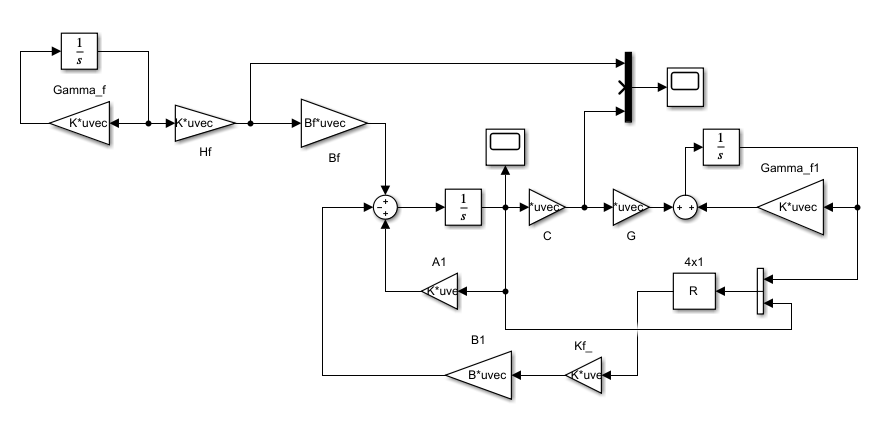 1
s
Gamma_f
K*uvec
K*uvec
Hf
Bf*uvec
Bf
1
s
Gamma_f1
K*uvec
+
−
+
1
s
*uvec
C
*uvec
G
+ +
A1
K*uve
4x1
R
B1
B*uvec
Kf_
K*uve